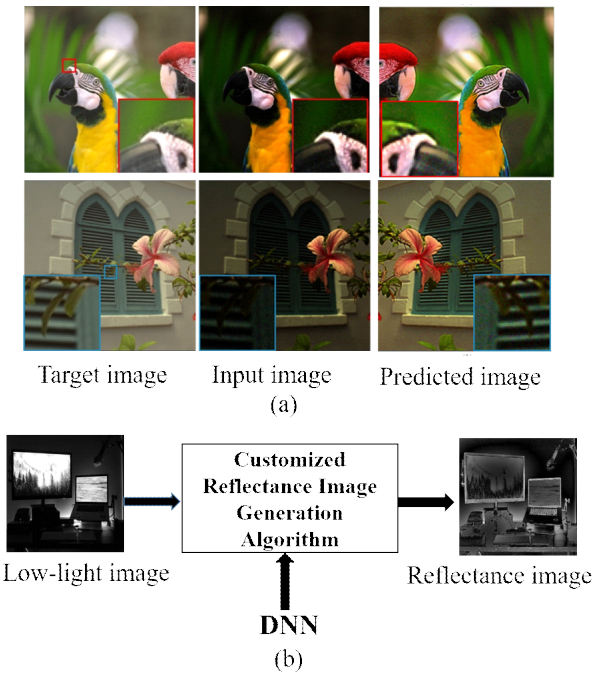 Target image
Input image
Predicted image
(a)
Customized
Reflectance Image
Generation
Algorithm
Low-light image
Reflectance image
DNN
(b)